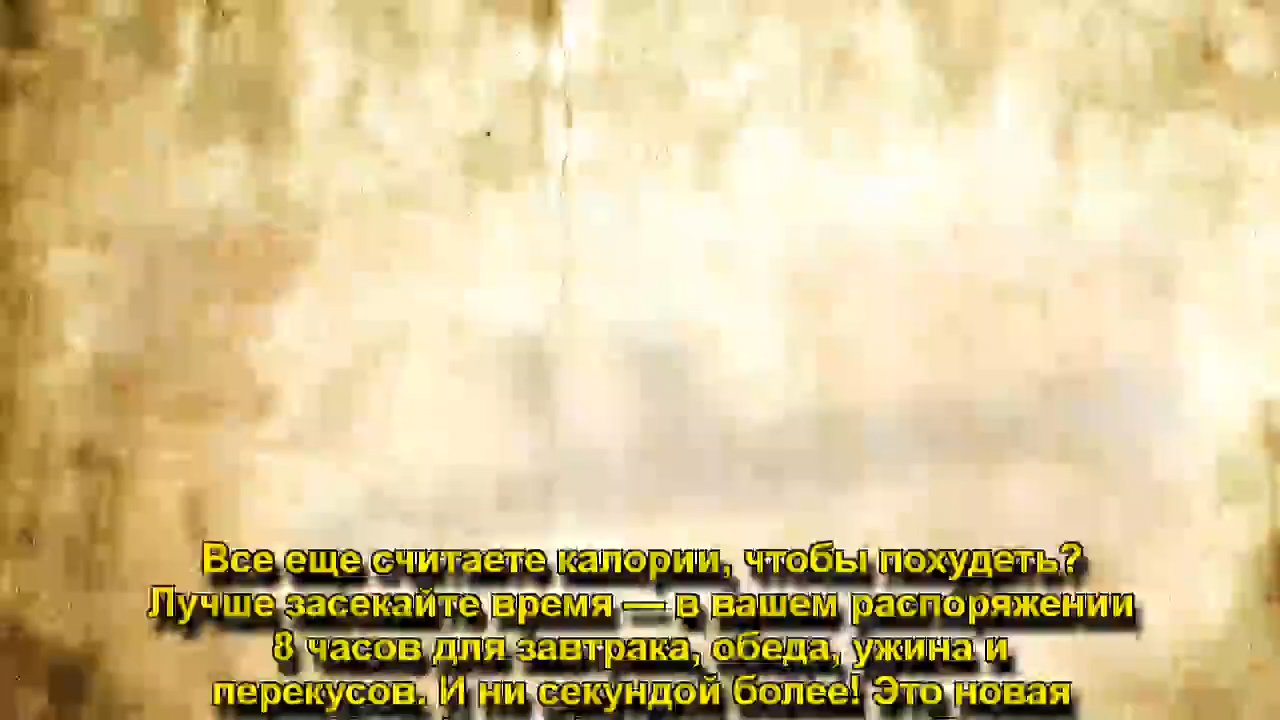 Все еще считаете калории, чтобы похудеть?
Лучше засекайте время — в вашем распоряжении
8 часов для завтрака, обеда, ужина и
перекусов. И ни секундой более! Это новая